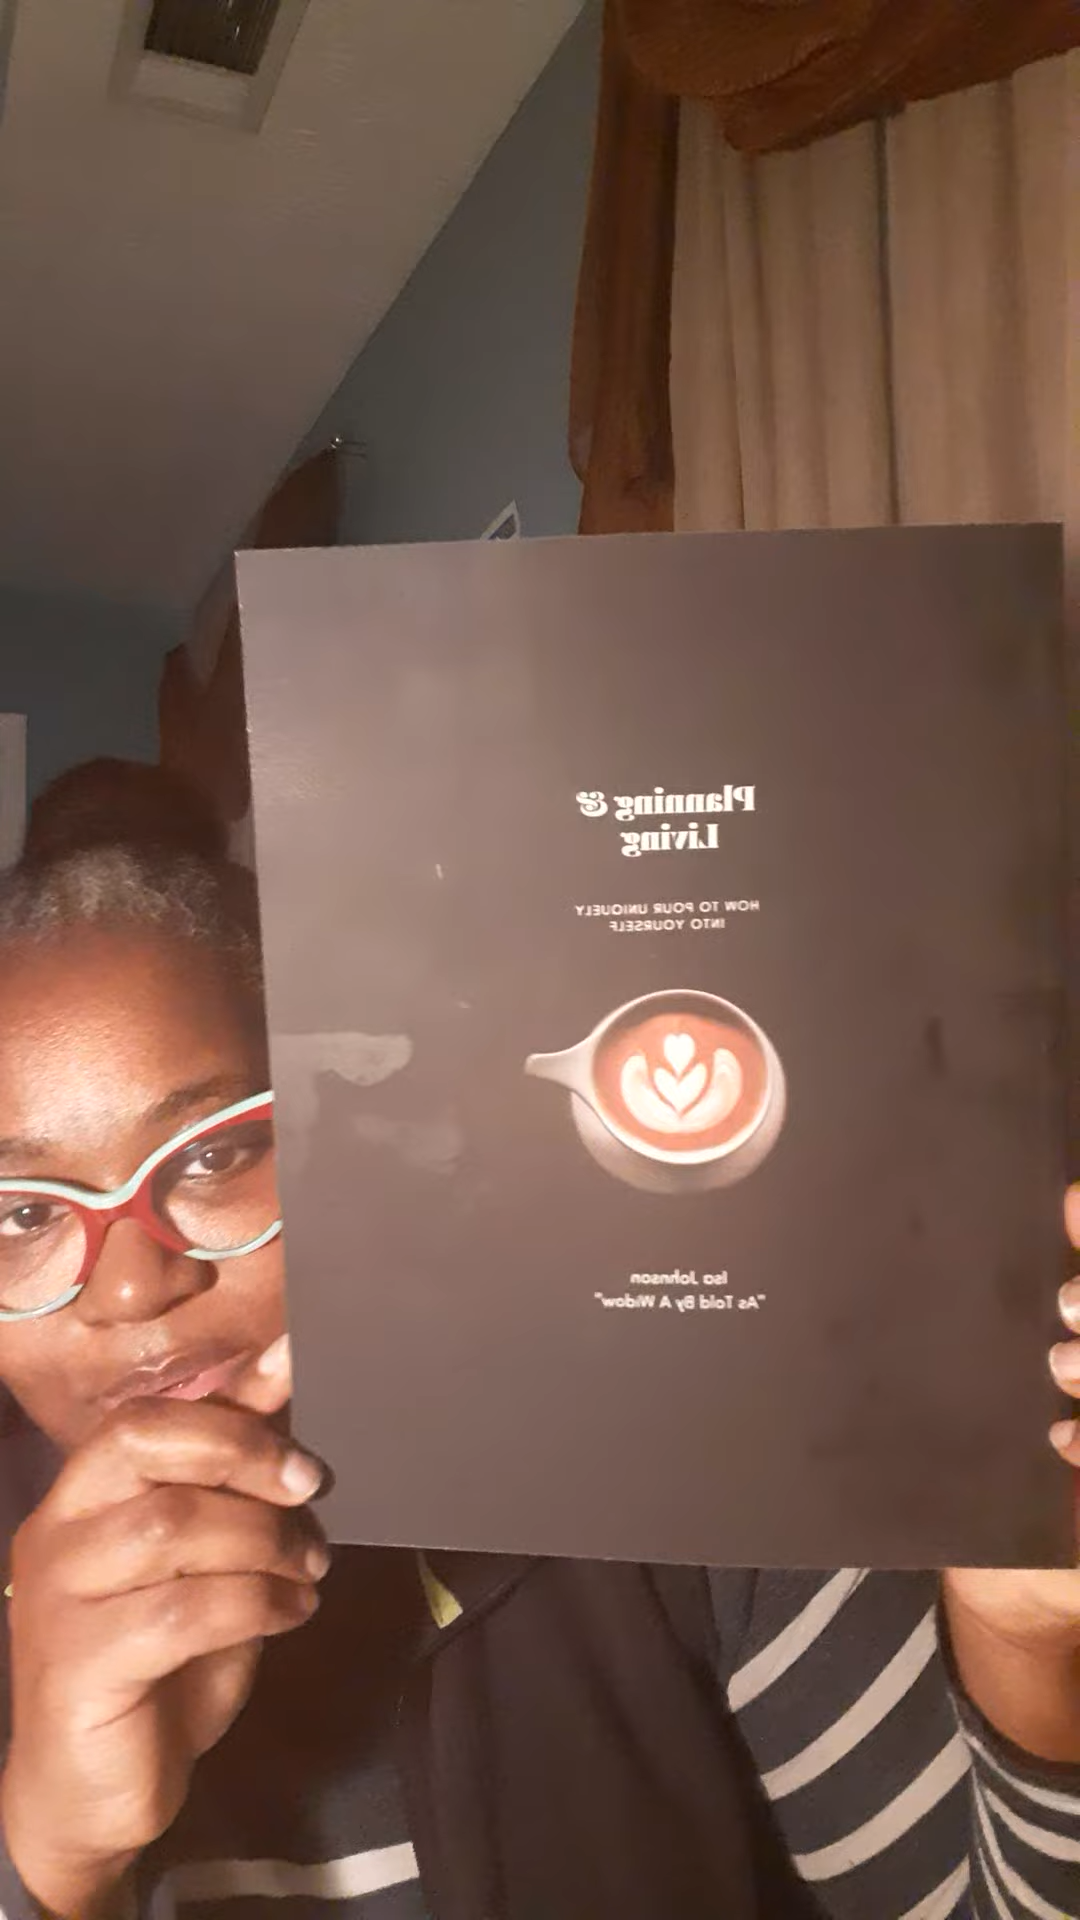 Planning &
Living
HOW TO POUR UNIQUELY
INTO YOURSELF
Isa Johnson
"As Told By A Widow"